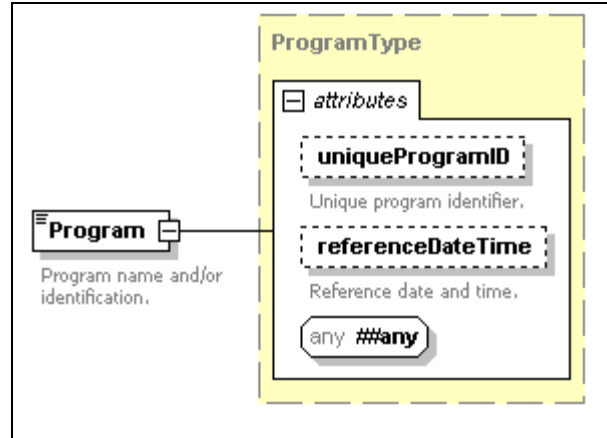 ProgramType
attributes
uniqueProgramID
Unique program identifier.
Program
Program name and/or
identification.
referenceDateTime
Reference date and time.
any ##any